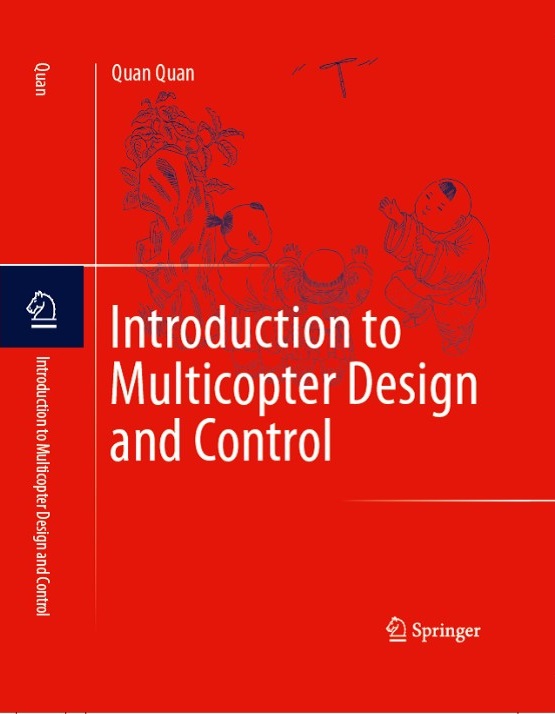 Quan
Introduction to Multicopter Design and Control
Quan Quan
Introduction to
Multicopter Design
and Control
Springer